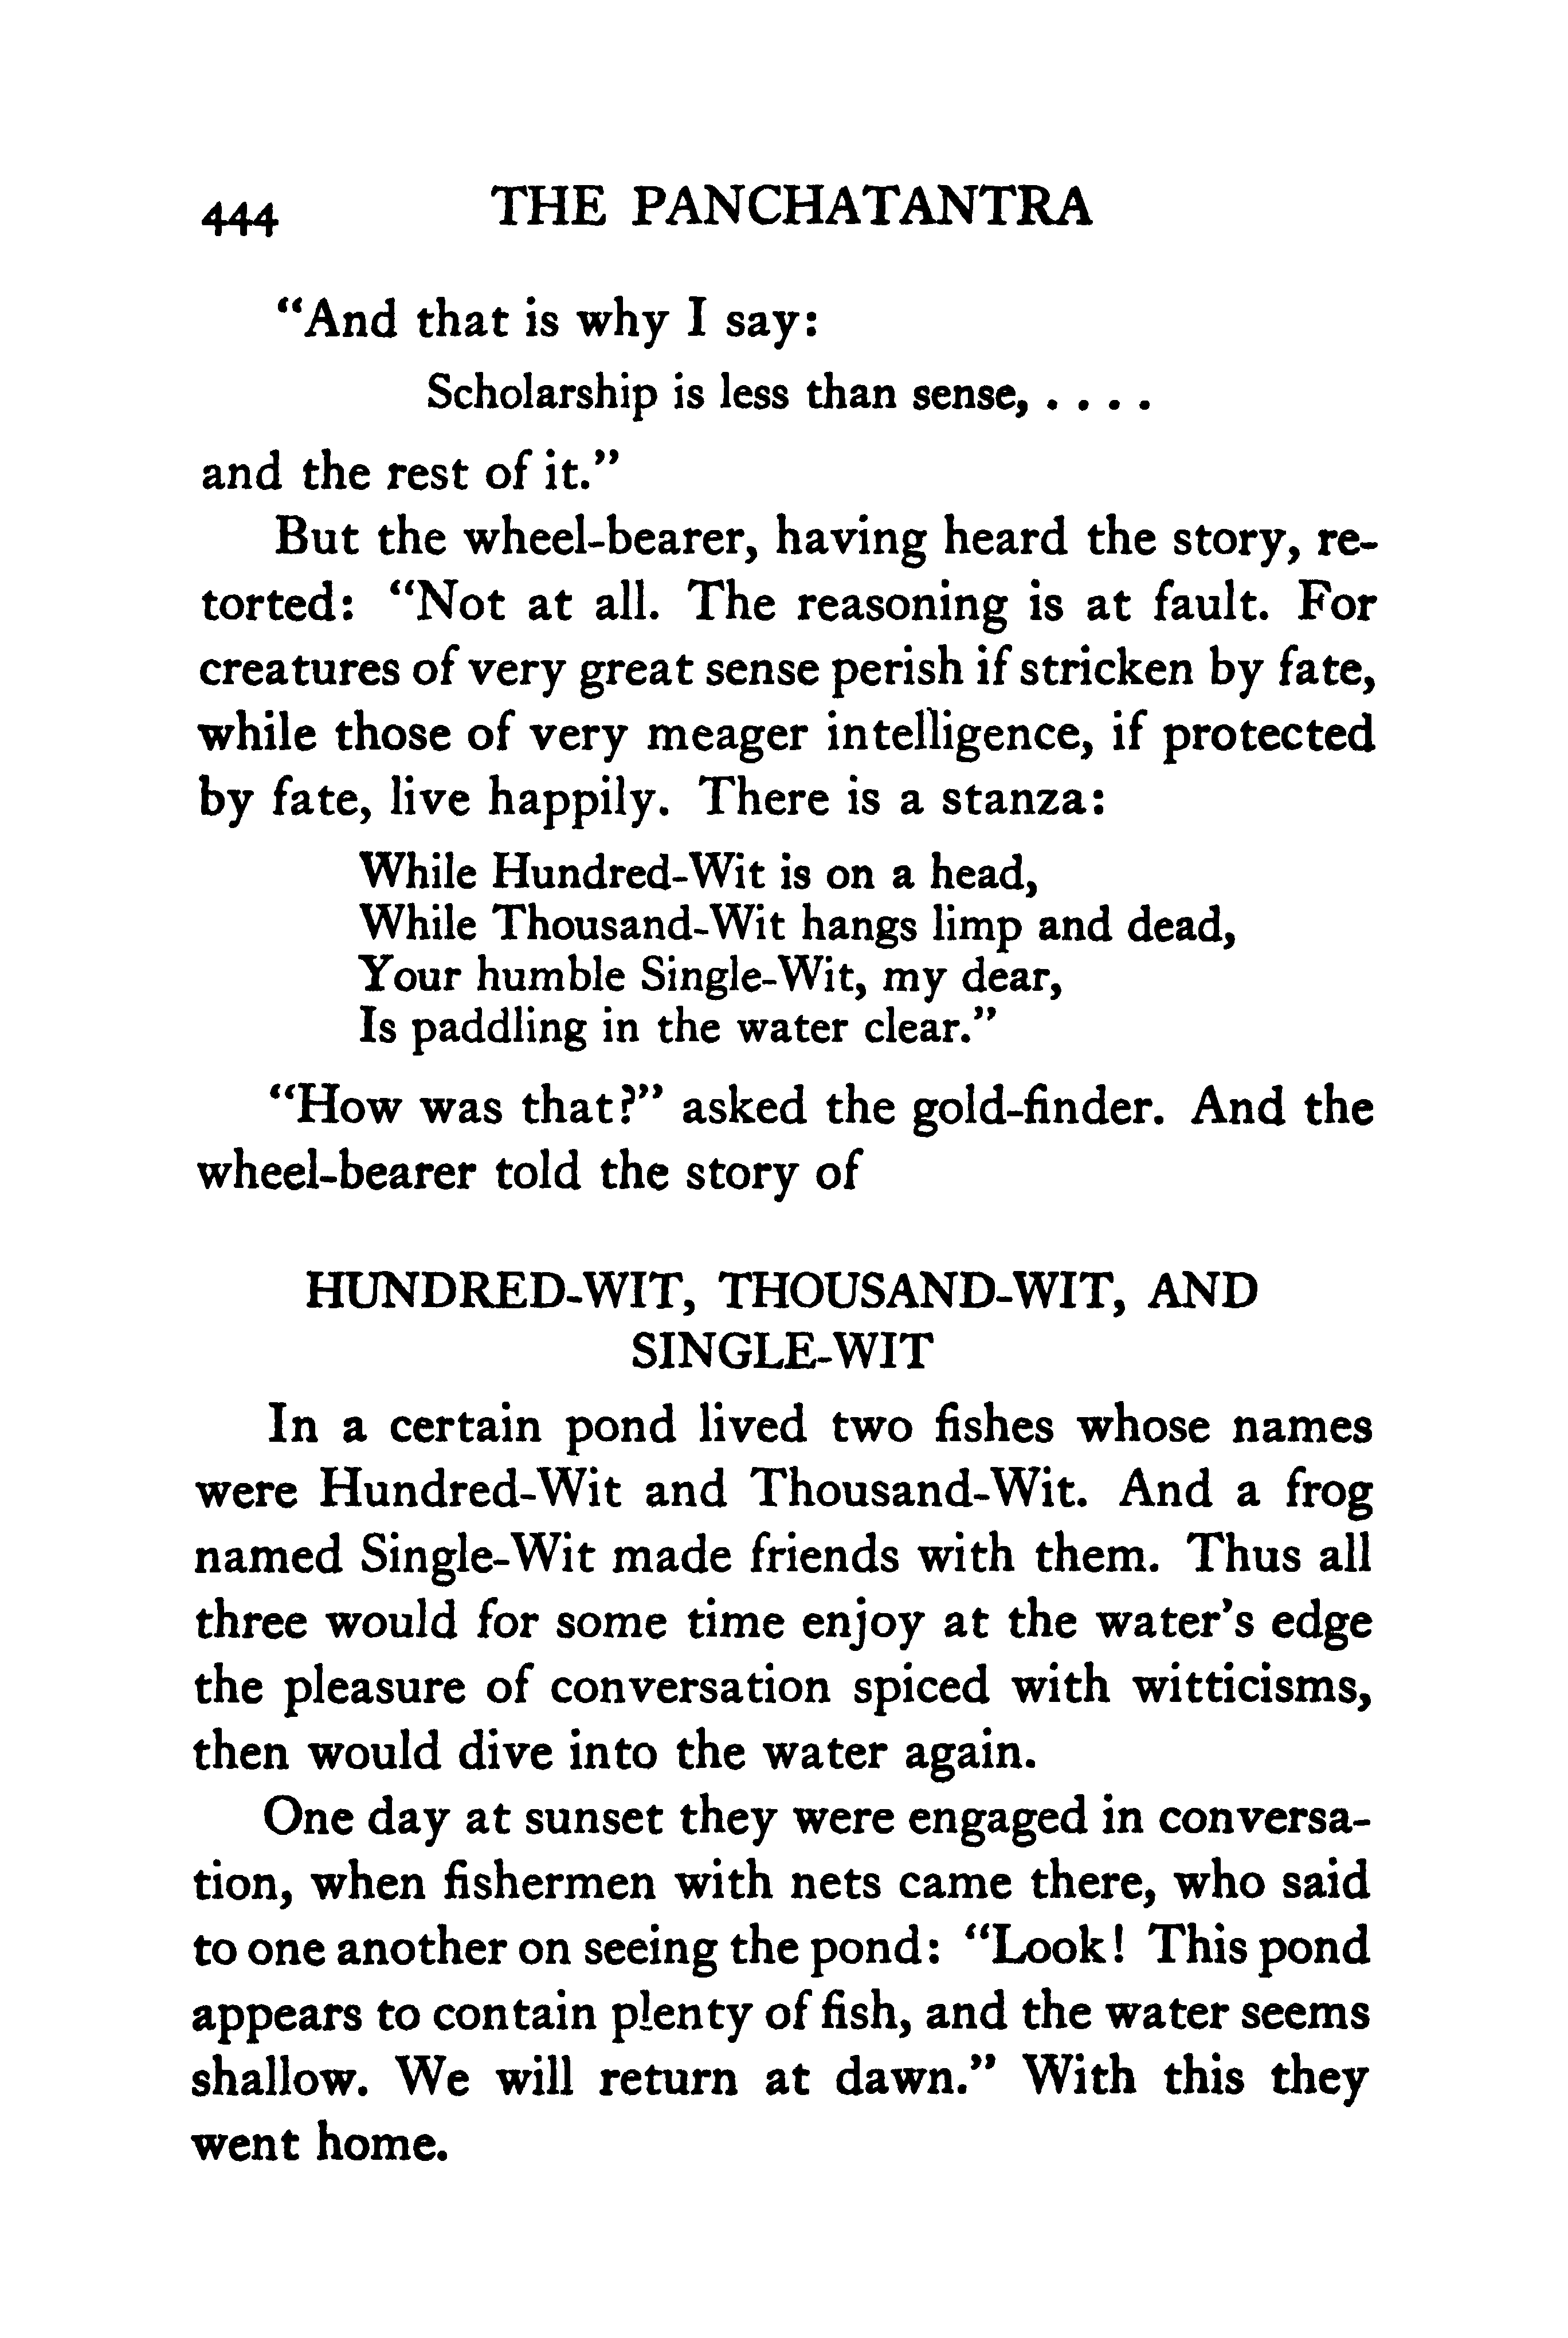 444 THE PANCHATANTRA
“And that is why I say:
Scholarship is less than sense, . . . .
and the rest of it.”
But the wheel-bearer, having heard the story, re-
torted: “Not at all. The reasoning is at fault. For
creatures of very great sense perish if stricken by fate,
while those of very meager intelligence, if protected
by fate, live happily. There is a stanza:
While Hundred-Wit is on a head,
While Thousand-Wit hangs limp and dead,
Your humble Single-Wit, my dear,
Is paddling in the water clear.”
“How was that?” asked the gold-finder. And the
wheel-bearer told the story of
HUNDRED-WIT, THOUSAND-WIT, AND
SINGLE-WIT
In a certain pond lived two fishes whose names
were Hundred-Wit and Thousand-Wit. And a frog
named Single-Wit made friends with them. Thus all
three would for some time enjoy at the water’s edge
the pleasure of conversation spiced with witticisms,
then would dive into the water again.
One day at sunset they were engaged in conversa-
tion, when fishermen with nets came there, who said
to one another on seeing the pond: “Look! This pond
appears to contain plenty of fish, and the water seems
shallow. We will return at dawn.” With this they
went home.